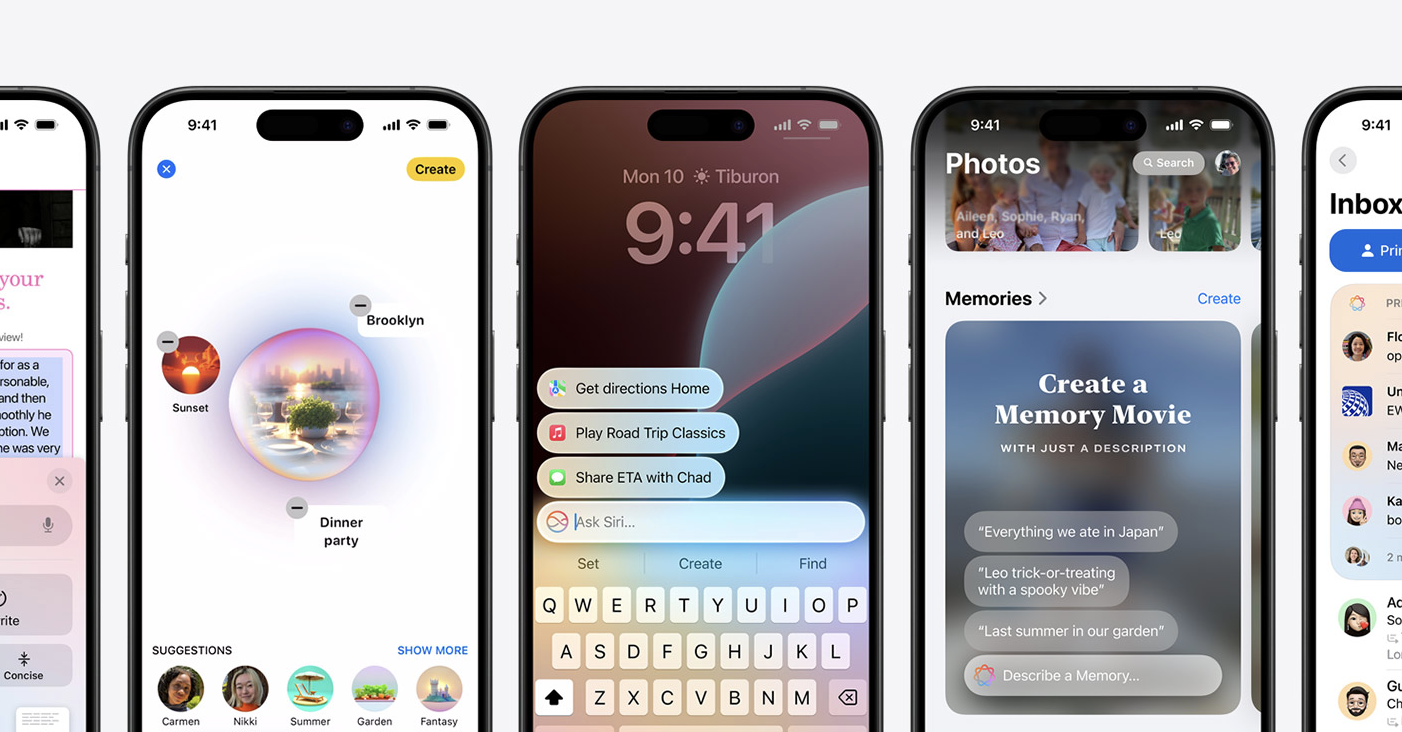 your
s.
view!
for as a
rsonable,
and then
noothly he
ption. We
ne was very
rite
Concise
9:41
Create
Brooklyn
Sunset
Dinner
party
SUGGESTIONS
SHOW MORE
Carmen
Nikki
Summer
Garden
Fantasy
Mon 10
Tiburon
9:41
Get directions Home
Play Road Trip Classics
Share ETA with Chad
Ask Siri...
Set
Create
Find
Q W E R T Y U I O P
A S D F G H J K L
Z X C V B N M
9:41
Photos
Search
Aileen, Sophie, Ryan,
and Leo
Leo
Memories
Create
Create a
Memory Movie
WITH JUST A DESCRIPTION
“Everything we ate in Japan”
"Leo trick-or-treating
with a spooky vibe”
“Last summer in our garden”
Describe a Memory...
9:41
Inbox
Prin
PRI
Flo
op
Un
EW
Ma
Ne
Ka
bo
2 m
Ad
So
Lo
Gu
Ch